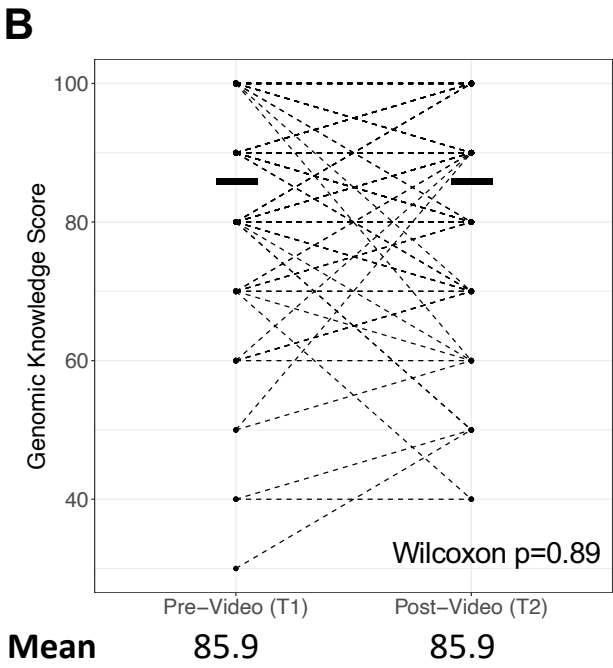 B
Genomic Knowledge Score
100
80
60
40
Wilcoxon p=0.89
Pre−Video (T1) Post−Video (T2)
Mean 85.9 85.9